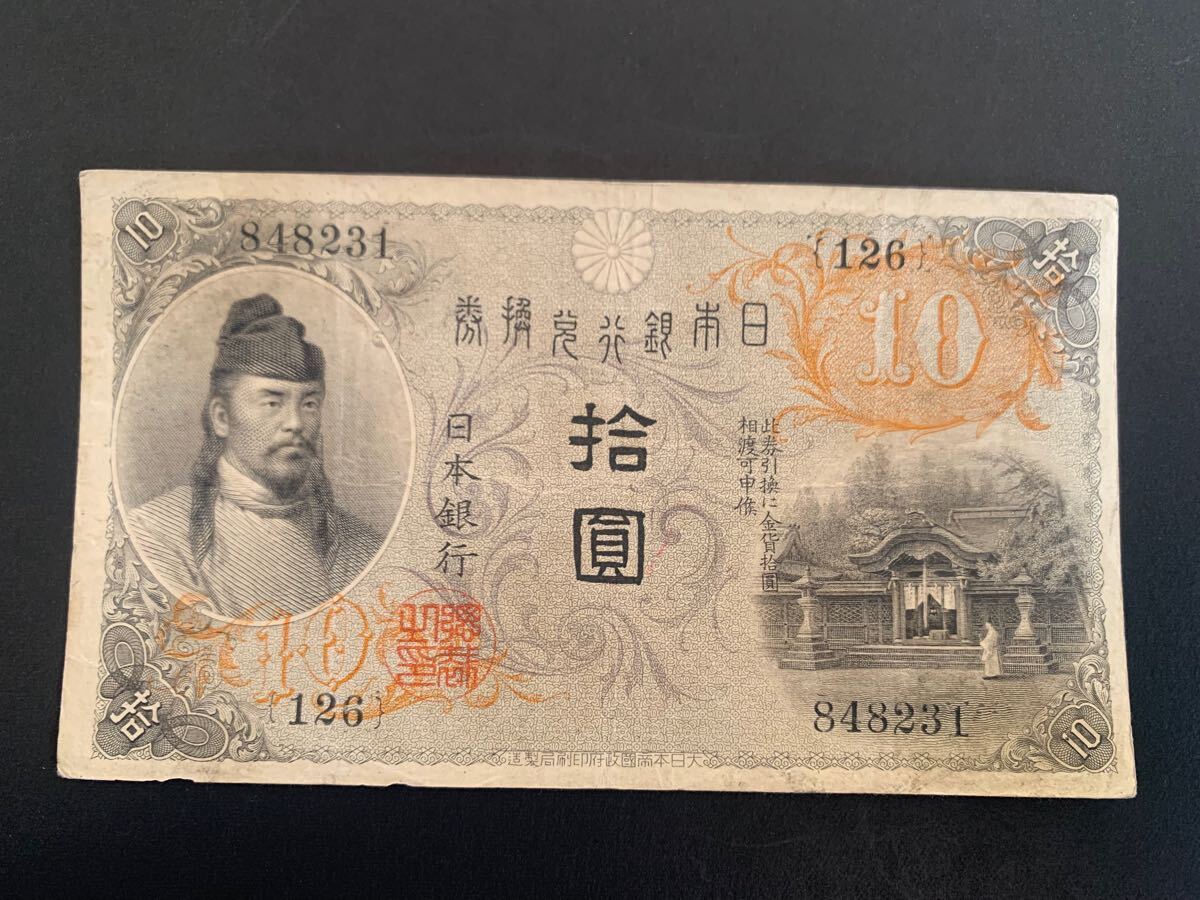 10
848231
{126}
拾
10
日本銀行兌換券
拾圓
日本銀行
此券引換に金貨拾圓
相渡可申候
10
{126}
848231
拾
10
大日本帝國政府印刷局製造